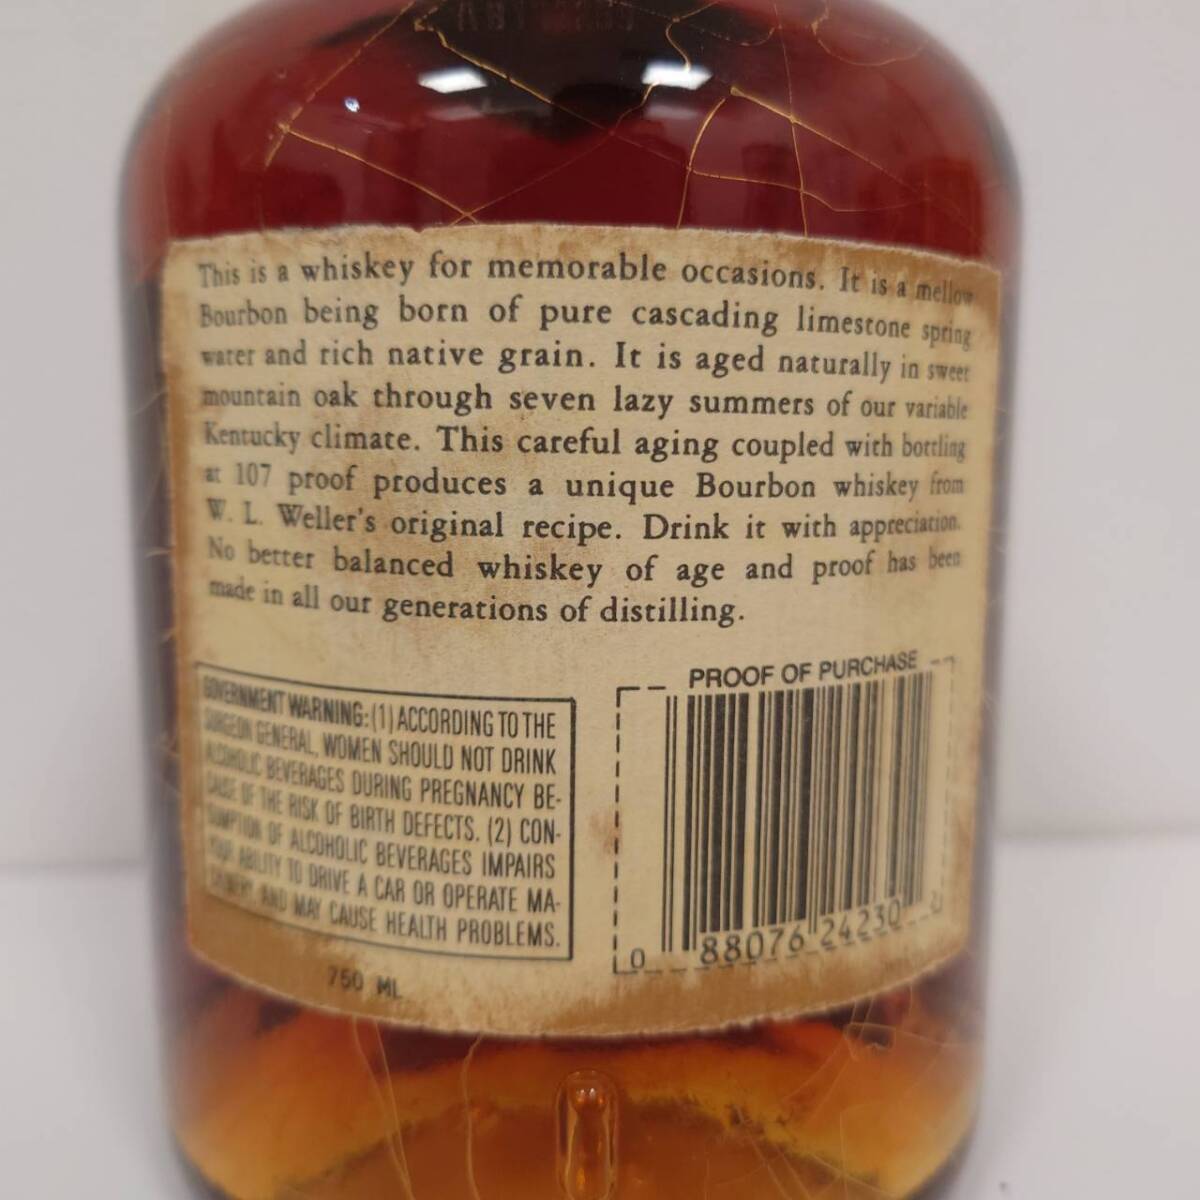 This is a whiskey for memorable occasions. It is a mellow
Bourbon being born of pure cascading limestone spring
water and rich native grain. It is aged naturally in sweet
mountain oak through seven lazy summers of our variable
Kentucky climate. This careful aging coupled with bottling
at 107 proof produces a unique Bourbon whiskey from
W. L. Weller's original recipe. Drink it with appreciation.
No better balanced whiskey of age and proof has been
made in all our generations of distilling.
GOVERNMENT WARNING: (1) ACCORDING TO THE
SURGEON GENERAL, WOMEN SHOULD NOT DRINK
ALCOHOLIC BEVERAGES DURING PREGNANCY BE-
CAUSE OF THE RISK OF BIRTH DEFECTS. (2) CON-
SUMPTION OF ALCOHOLIC BEVERAGES IMPAIRS
YOUR ABILITY TO DRIVE A CAR OR OPERATE MA-
CHINERY, AND MAY CAUSE HEALTH PROBLEMS.
750 ML
PROOF OF PURCHASE
0 88076 24230